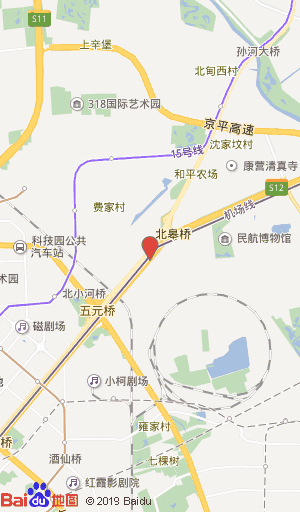 S11
上辛堡
孙河大桥
北甸西村
318国际艺术园
京平高速
15号线
沈家坟村
康营清真寺
和平农场
S12
费家村
机场线
北皋桥
科技园公共
汽车站
民航博物馆
术园
北小河桥
五元桥
磁剧场
小柯剧场
地
雍家村
桥
酒仙桥
七棵树
红霞影剧院
Bai du 地图
© 2019 Baidu